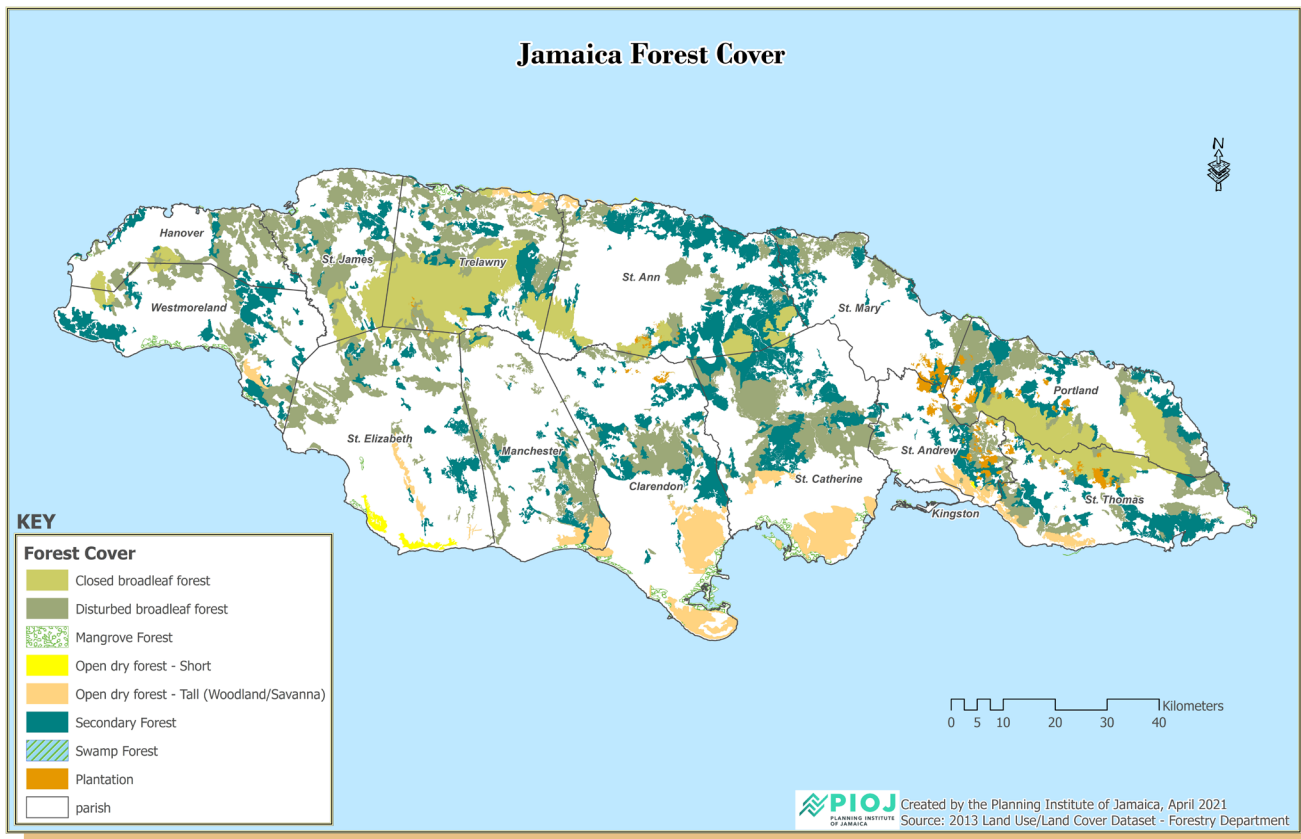 Jamaica Forest Cover
N
Hanover
St. James
Trelawny
St. Ann
Westmoreland
St. Mary
Portland
St. Elizabeth
Manchester
St. Andrew
Clarendon
St. Catherine
St. Thomas
Kingston
KEY
Forest Cover
Closed broadleaf forest
Disturbed broadleaf forest
Mangrove Forest
Open dry forest - Short
Open dry forest - Tall (Woodland/Savanna)
Secondary Forest
Swamp Forest
Plantation
parish
Kilometers
0 5 10 20 30 40
PIOJ
PLANNING INSTITUTE
OF JAMAICA
Created by the Planning Institute of Jamaica, April 2021
Source: 2013 Land Use/Land Cover Dataset - Forestry Department